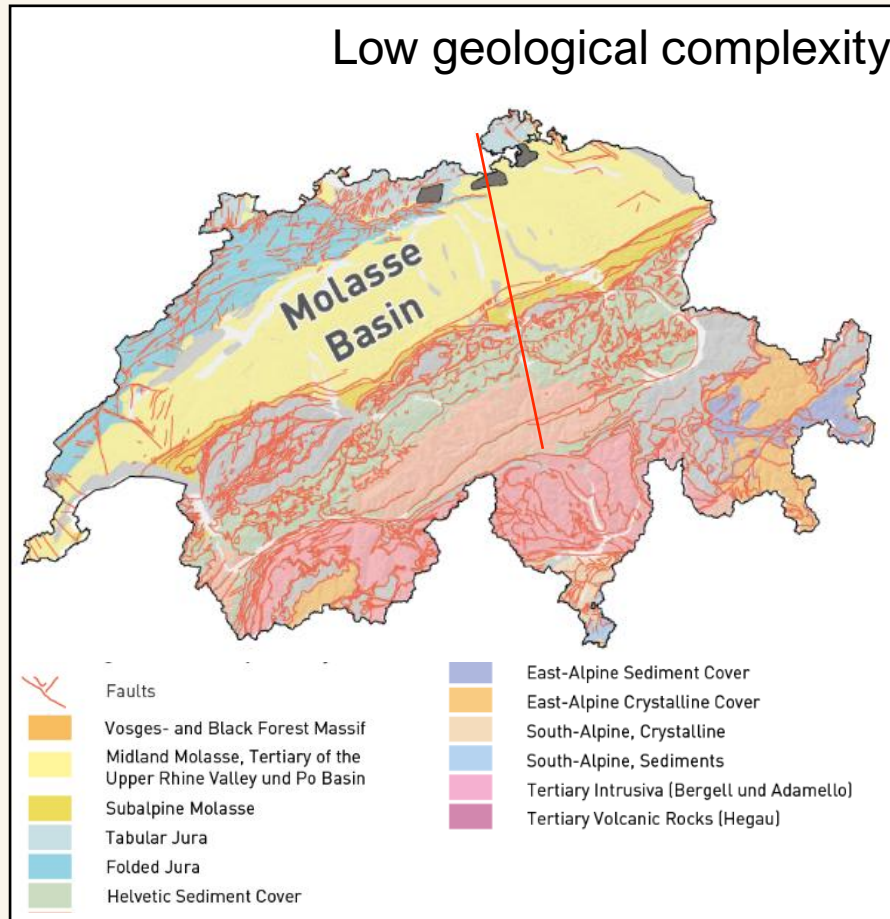 Low geological complexity
Molasse
Basin
Faults
Vosges- and Black Forest Massif
Midland Molasse, Tertiary of the
Upper Rhine Valley und Po Basin
Subalpine Molasse
Tabular Jura
Folded Jura
Helvetic Sediment Cover
East-Alpine Sediment Cover
East-Alpine Crystalline Cover
South-Alpine, Crystalline
South-Alpine, Sediments
Tertiary Intrusiva (Bergell und Adamello)
Tertiary Volcanic Rocks (Hegau)